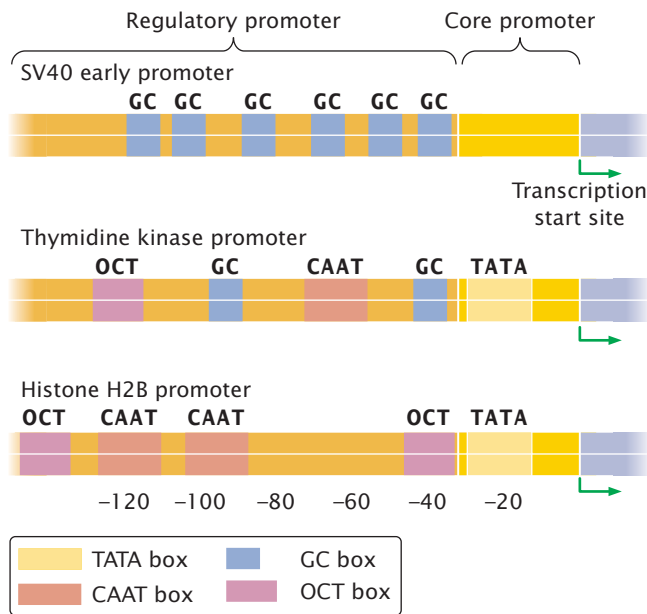 Regulatory promoter Core promoter
SV40 early promoter
GC GC GC GC GC GC
Transcription
start site
Thymidine kinase promoter
OCT GC CAAT GC TATA
Histone H2B promoter
OCT CAAT CAAT OCT TATA
–120 –100 –80 –60 –40 –20
TATA box GC box
CAAT box OCT box